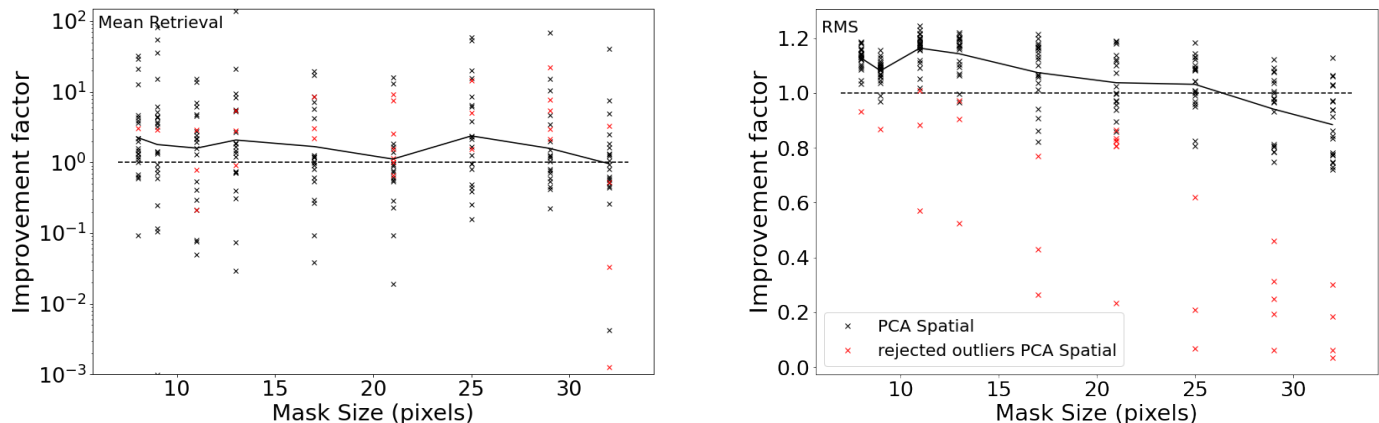 Mean Retrieval
Improvement factor
10²
10¹
10⁰
10⁻¹
10⁻²
10⁻³
10 15 20 25 30
Mask Size (pixels)
RMS
Improvement factor
1.2
1.0
0.8
0.6
0.4
0.2
0.0
PCA Spatial
rejected outliers PCA Spatial
10 15 20 25 30
Mask Size (pixels)